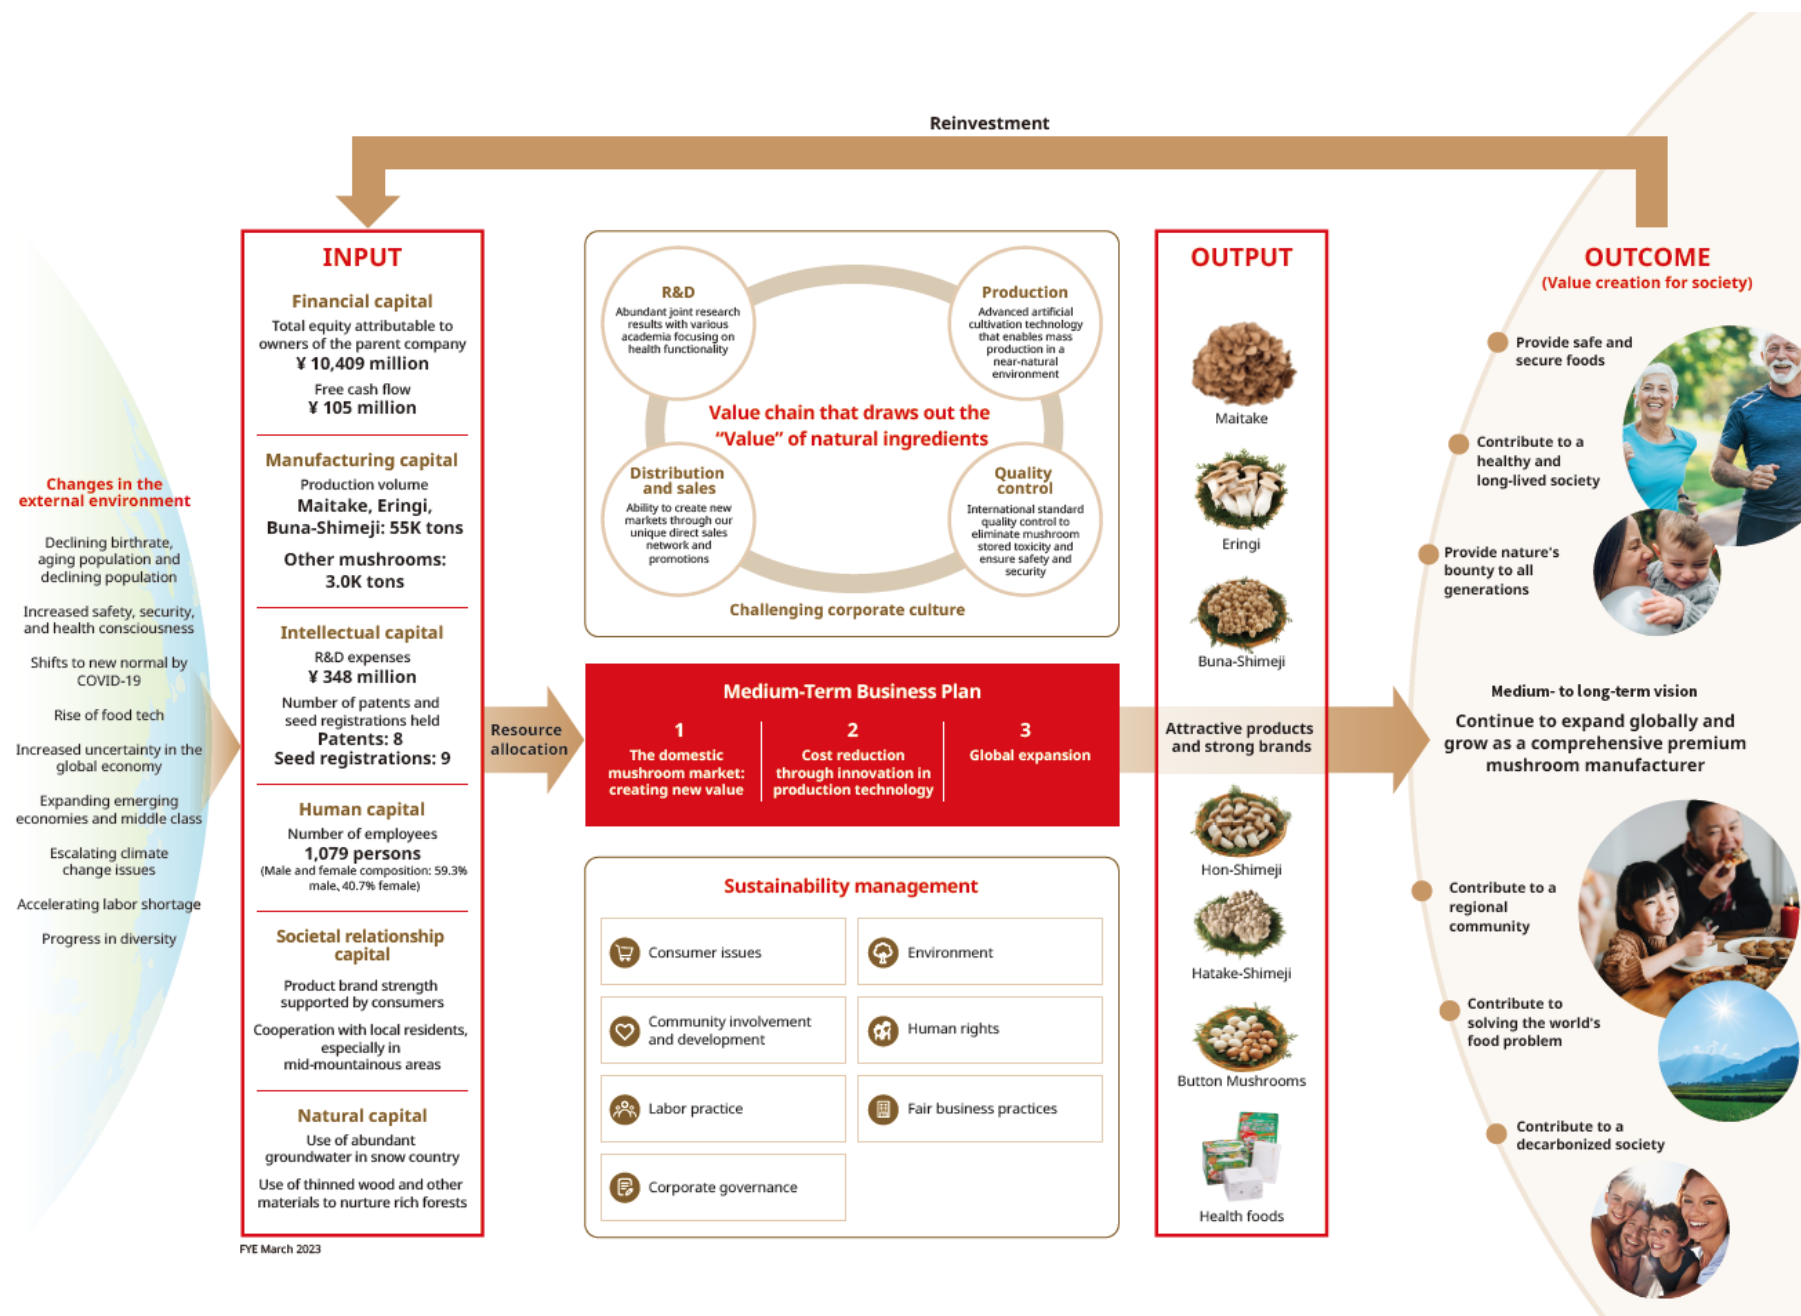 Reinvestment
Changes in the
external environment
Declining birthrate,
aging population and
declining population
Increased safety, security,
and health consciousness
Shifts to new normal by
COVID-19
Rise of food tech
Increased uncertainty in the
global economy
Expanding emerging
economies and middle class
Escalating climate
change issues
Accelerating labor shortage
Progress in diversity
INPUT
Financial capital
Total equity attributable to
owners of the parent company
¥ 10,409 million
Free cash flow
¥ 105 million
Manufacturing capital
Production volume
Maitake, Eringi,
Buna-Shimeji: 55K tons
Other mushrooms:
3.0K tons
Intellectual capital
R&D expenses
¥ 348 million
Number of patents and
seed registrations held
Patents: 8
Seed registrations: 9
Human capital
Number of employees
1,079 persons
(Male and female composition: 59.3%
male, 40.7% female)
Societal relationship
capital
Product brand strength
supported by consumers
Cooperation with local residents,
especially in
mid-mountainous areas
Natural capital
Use of abundant
groundwater in snow country
Use of thinned wood and other
materials to nurture rich forests
FYE March 2023
Resource
allocation
R&D
Abundant joint research
results with various
academia focusing on
health functionality
Production
Advanced artificial
cultivation technology
that enables mass
production in a
near-natural
environment
Value chain that draws out the
“Value” of natural ingredients
Distribution
and sales
Ability to create new
markets through our
unique direct sales
network and
promotions
Quality
control
International standard
quality control to
eliminate mushroom
stored toxicity and
ensure safety and
security
Challenging corporate culture
Medium-Term Business Plan
1
The domestic
mushroom market:
creating new value
2
Cost reduction
through innovation in
production technology
3
Global expansion
Sustainability management
Consumer issues
Environment
Community involvement
and development
Human rights
Labor practice
Fair business practices
Corporate governance
OUTPUT
Maitake
Eringi
Buna-Shimeji
Attractive products
and strong brands
Hon-Shimeji
Hatake-Shimeji
Button Mushrooms
Health foods
OUTCOME
(Value creation for society)
Provide safe and
secure foods
Contribute to a
healthy and
long-lived society
Provide nature's
bounty to all
generations
Medium- to long-term vision
Continue to expand globally and
grow as a comprehensive premium
mushroom manufacturer
Contribute to a
regional
community
Contribute to
solving the world's
food problem
Contribute to a
decarbonized society